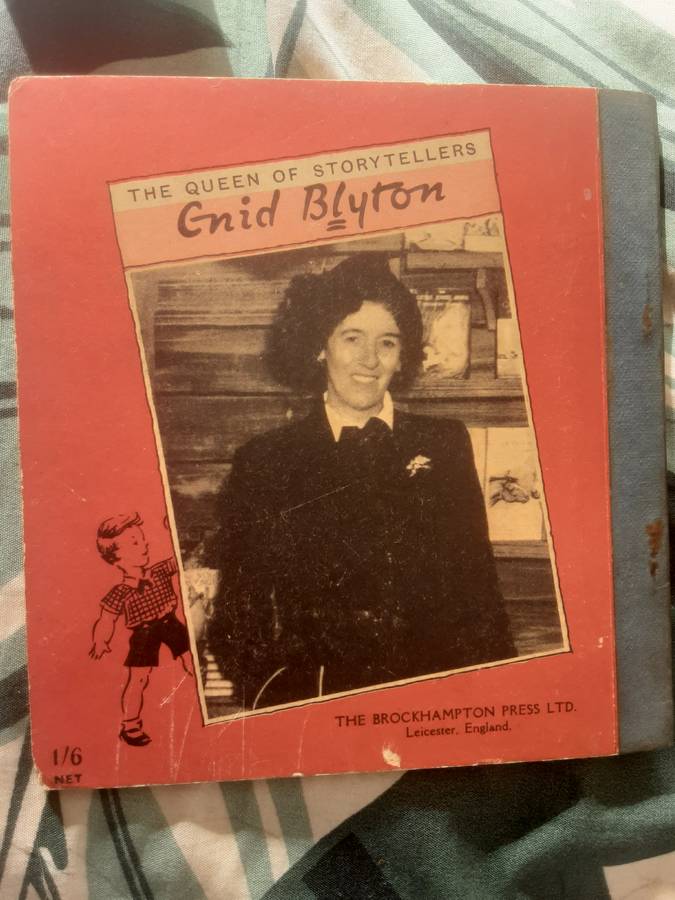 THE QUEEN OF STORYTELLERS
Enid Blyton
THE BROCKHAMPTON PRESS LTD.
Leicester, England.
1/6
NET